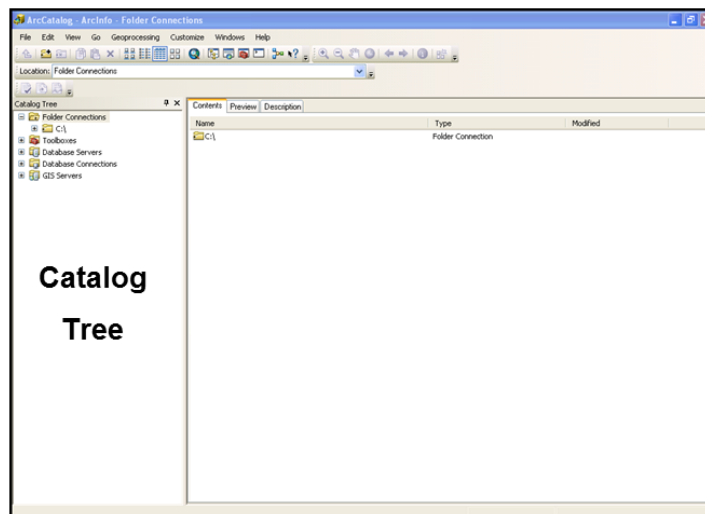 ArcCatalog - ArcInfo - Folder Connections
File Edit View Go Geoprocessing Customize Windows Help
Location: Folder Connections
Catalog Tree
Folder Connections
C:\
Toolboxes
Database Servers
Database Connections
GIS Servers
Contents Preview Description
Name Type Modified
C:\ Folder Connection
Catalog
Tree